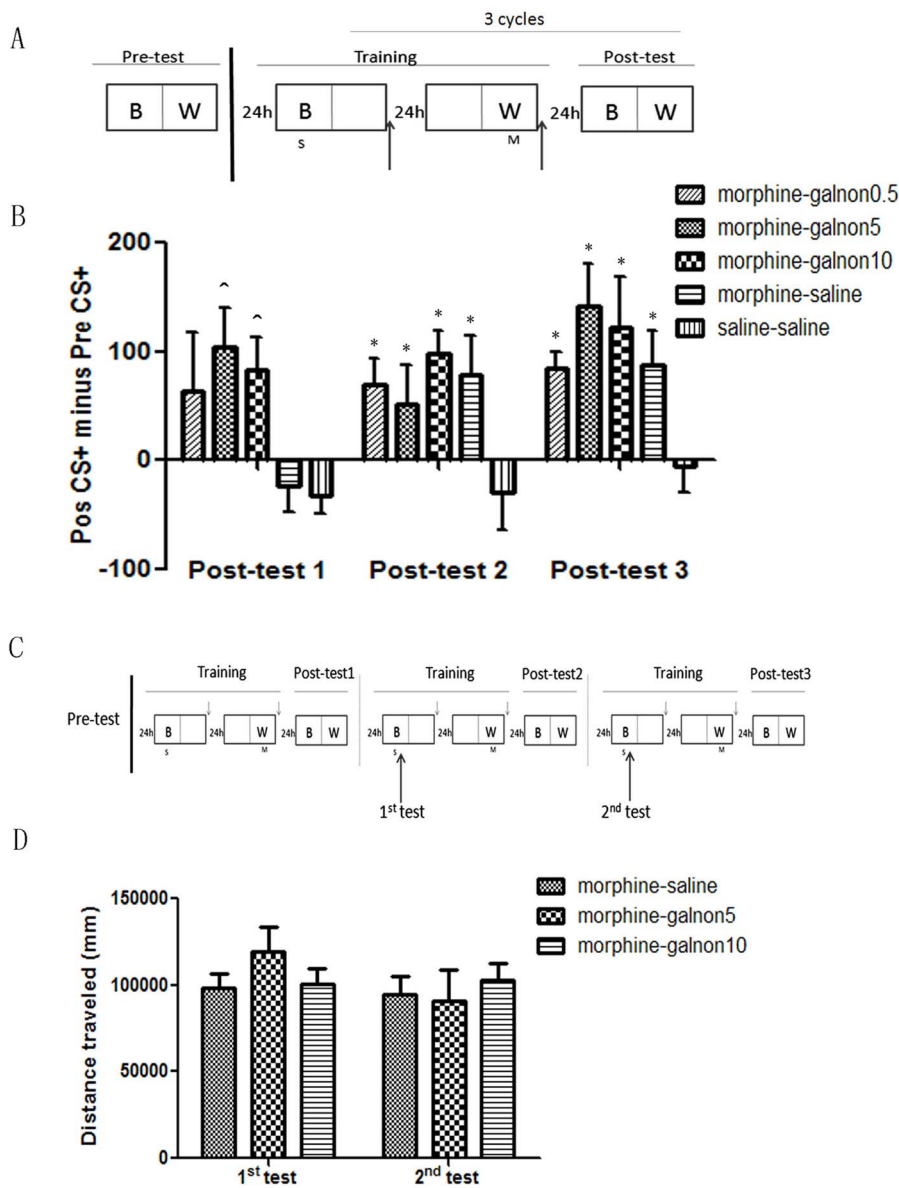 A
3 cycles
Pre-test
Training
Post-test
B W
24h B
24h W
24h B W
S
M
B
morphine-galnon0.5
morphine-galnon5
morphine-galnon10
morphine-saline
saline-saline
Pos CS+ minus Pre CS+
200
100
0
-100
^
^
*
*
*
*
*
*
*
*
Post-test 1
Post-test 2
Post-test 3
C
Training
Post-test1
Training
Post-test2
Training
Post-test3
Pre-test
24h B
24h W
24h B W
24h B
24h W
24h B W
24h B
24h W
24h B W
S
M
S
M
S
M
1st test
2nd test
D
morphine-saline
morphine-galnon5
morphine-galnon10
Distance traveled (mm)
150000
100000
50000
0
1st test
2nd test